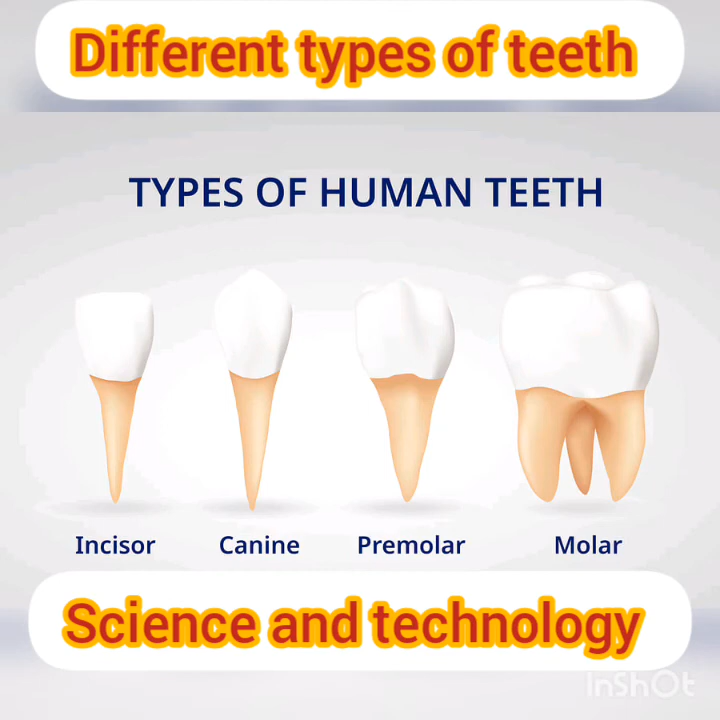 Different types of teeth
TYPES OF HUMAN TEETH
Incisor Canine Premolar Molar
Science and technology
InShOt